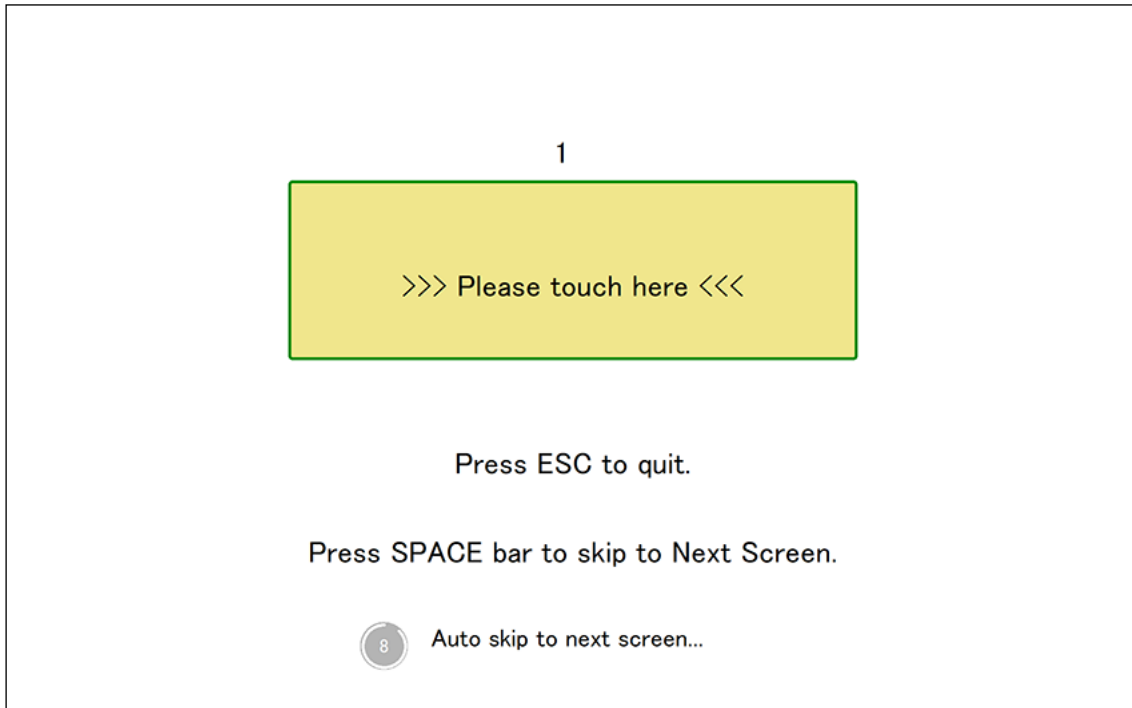 1
>>> Please touch here <<<
Press ESC to quit.
Press SPACE bar to skip to Next Screen.
8 Auto skip to next screen...